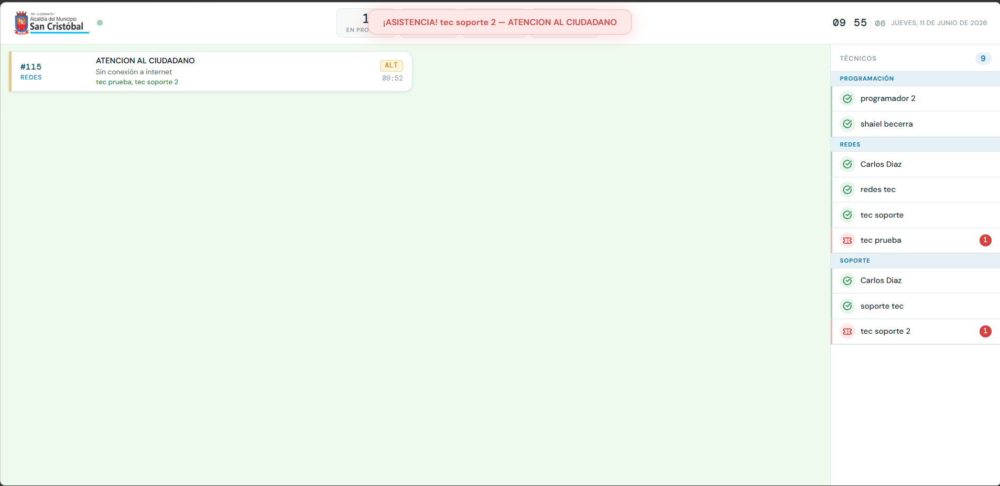 RIF: G-20000479-7
Alcaldía del Municipio
San Cristóbal
1
EN PRO
¡ASISTENCIA! tec soporte 2 — ATENCION AL CIUDADANO
09 : 55 : 06 JUEVES, 11 DE JUNIO DE 2026
#115
REDES
ATENCION AL CIUDADANO
Sin conexión a internet
tec prueba, tec soporte 2
ALT
09:52
TÉCNICOS 9
PROGRAMACIÓN
programador 2
shaiel becerra
REDES
Carlos Diaz
redes tec
tec soporte
tec prueba 1
SOPORTE
Carlos Diaz
soporte tec
tec soporte 2 1